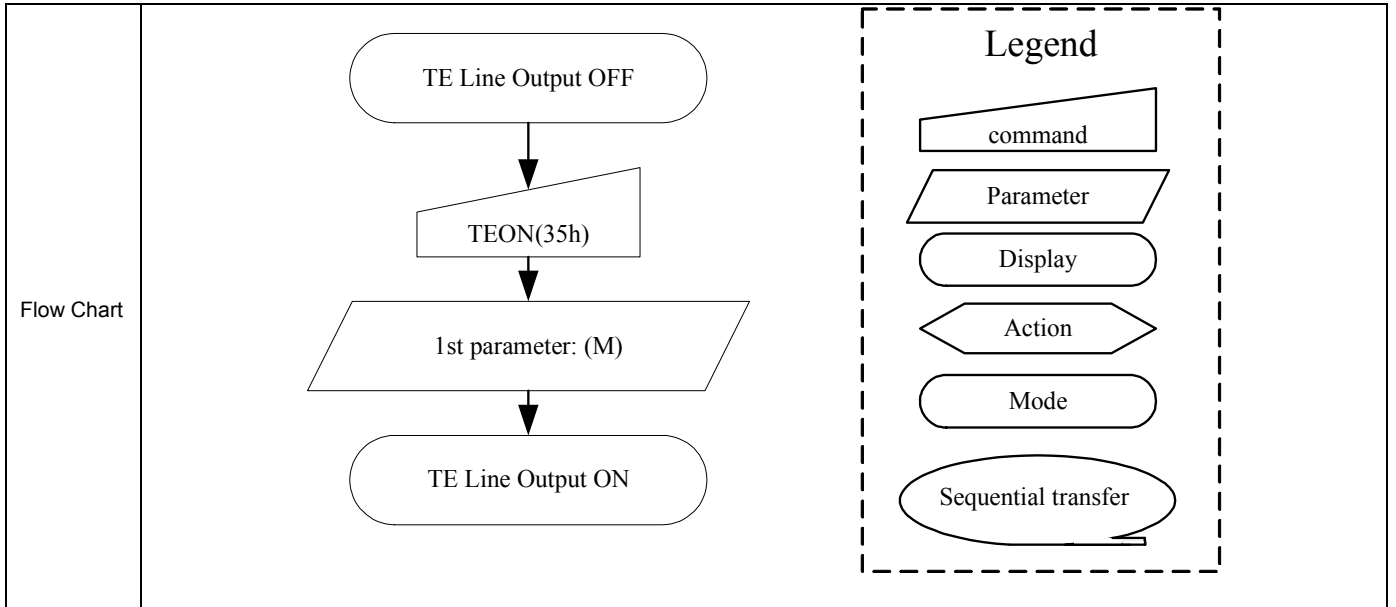 Flow Chart
TE Line Output OFF
TEON(35h)
1st parameter: (M)
TE Line Output ON
Legend
command
Parameter
Display
Action
Mode
Sequential transfer